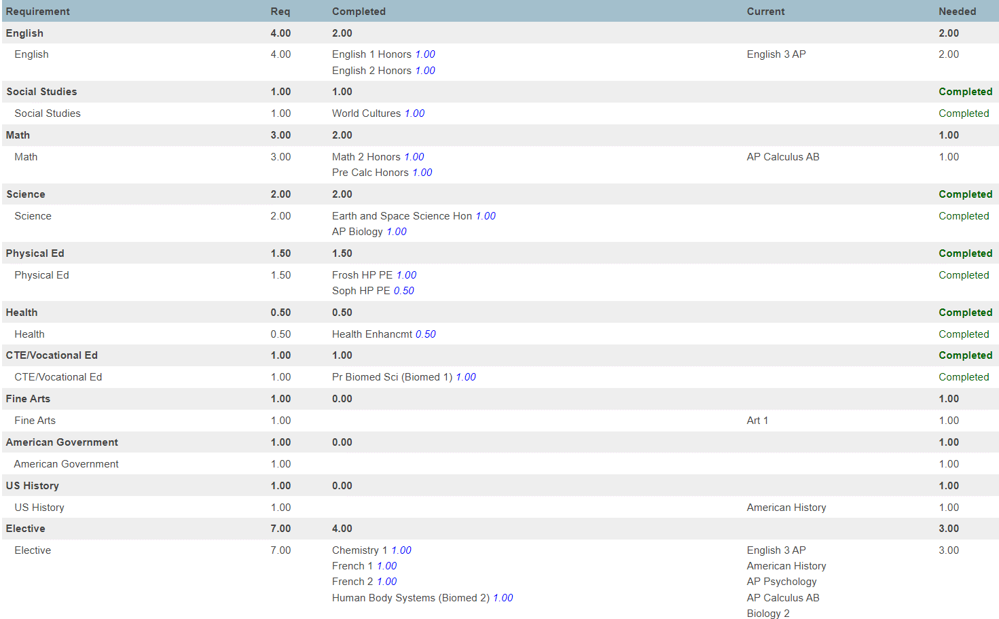 Requirement Req Completed Current Needed
English 4.00 2.00 2.00
English 4.00 English 1 Honors 1.00 English 3 AP 2.00
English 2 Honors 1.00
Social Studies 1.00 1.00 Completed
Social Studies 1.00 World Cultures 1.00 Completed
Math 3.00 2.00 1.00
Math 3.00 Math 2 Honors 1.00 AP Calculus AB 1.00
Pre Calc Honors 1.00
Science 2.00 2.00 Completed
Science 2.00 Earth and Space Science Hon 1.00 Completed
AP Biology 1.00
Physical Ed 1.50 1.50 Completed
Physical Ed 1.50 Frosh HP PE 1.00 Completed
Soph HP PE 0.50
Health 0.50 0.50 Completed
Health 0.50 Health Enhancmt 0.50 Completed
CTE/Vocational Ed 1.00 1.00 Completed
CTE/Vocational Ed 1.00 Pr Biomed Sci (Biomed 1) 1.00 Completed
Fine Arts 1.00 0.00 1.00
Fine Arts 1.00 Art 1 1.00
American Government 1.00 0.00 1.00
American Government 1.00 1.00
US History 1.00 0.00 1.00
US History 1.00 American History 1.00
Elective 7.00 4.00 3.00
Elective 7.00 Chemistry 1 1.00 English 3 AP 3.00
French 1 1.00 American History
French 2 1.00 AP Psychology
Human Body Systems (Biomed 2) 1.00 AP Calculus AB
Biology 2